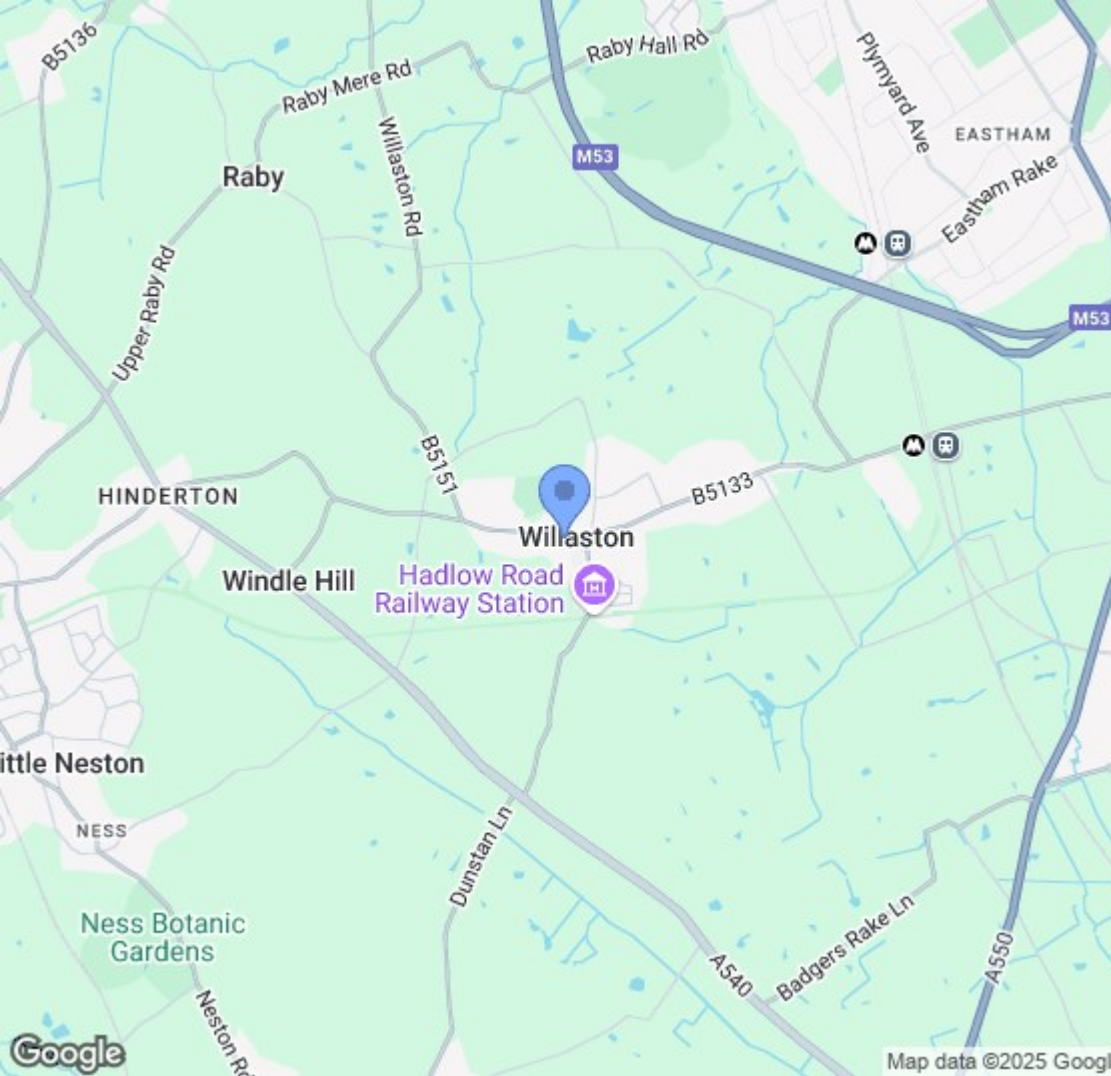 B5136
Raby Hall Rd
Raby Mere Rd
Plymyard Ave
EASTHAM
Willaston Rd
M53
Raby
Eastham Rake
Upper Raby Rd
M53
B5151
HINDERTON
B5133
Willaston
Windle Hill
Hadlow Road
Railway Station
ittle Neston
NESS
Dunstan Ln
Ness Botanic
Gardens
Badgers Rake Ln
A550
A540
Neston Rd
Google
Map data ©2025 Googl